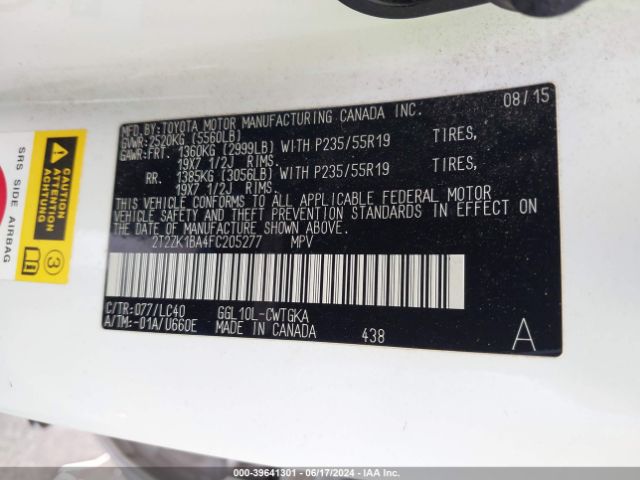 08/15
MFD.BY:TOYOTA MOTOR MANUFACTURING CANADA INC.
GVWR:2520KG (5560LB)
GAWR:FRT. 1360KG (2999LB) WITH P235/55R19 TIRES,
19X7 1/2J RIMS.
RR. 1385KG (3056LB) WITH P235/55R19 TIRES,
19X7 1/2J RIMS.
THIS VEHICLE CONFORMS TO ALL APPLICABLE FEDERAL MOTOR
VEHICLE SAFETY AND THEFT PREVENTION STANDARDS IN EFFECT ON
THE DATE OF MANUFACTURE SHOWN ABOVE.
2T2ZK1BA4FC205277 MPV
C/TR:077/LC40 GGL10L-CWTGKA
A/TM:-01A/U660E MADE IN CANADA 438 A
SRS SIDE AIRBAG
CAUTION
ATTENTION
3
IAAI: 39641301 - 06/17/2024 - IAAI.com